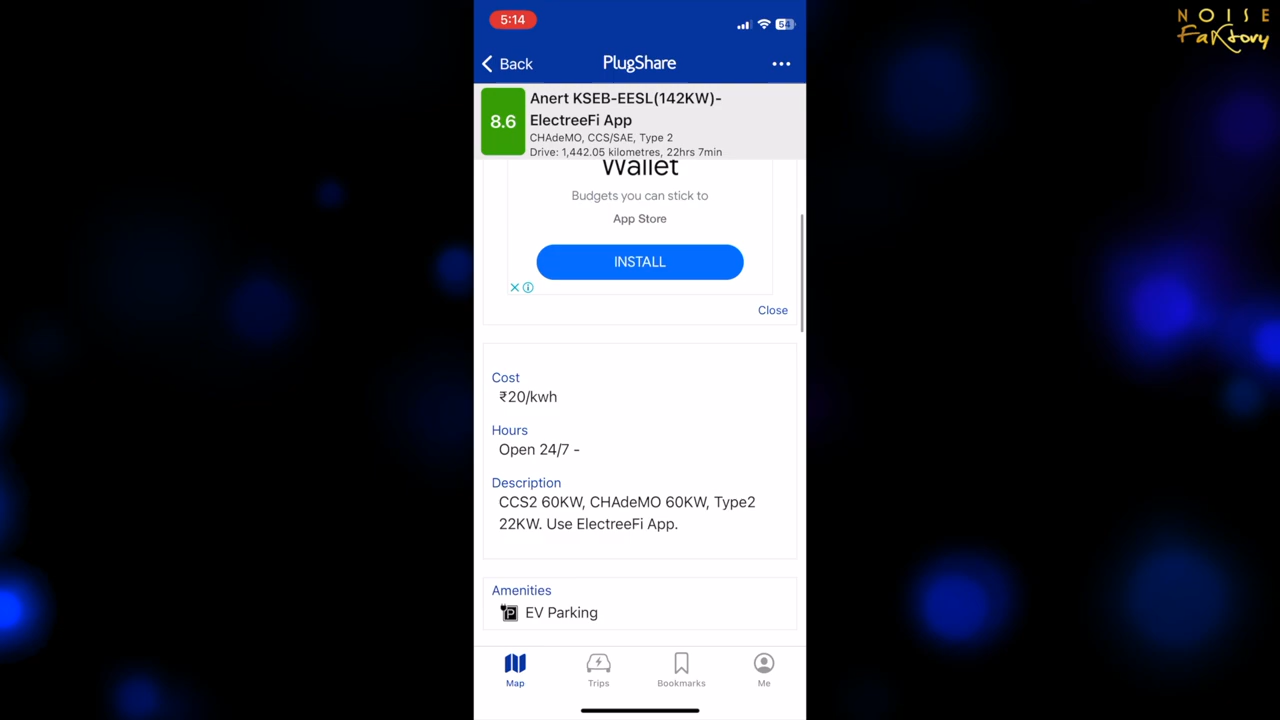 NOISE
FaKtory
5:14
54
Back
PlugShare
8.6
Anert KSEB-EESL(142KW)-
ElectreeFi App
CHAdeMO, CCS/SAE, Type 2
Drive: 1,442.05 kilometres, 22hrs 7min
Wallet
Budgets you can stick to
App Store
INSTALL
Close
Cost
₹20/kwh
Hours
Open 24/7 -
Description
CCS2 60KW, CHAdeMO 60KW, Type2
22KW. Use ElectreeFi App.
Amenities
EV Parking
Map
Trips
Bookmarks
Me